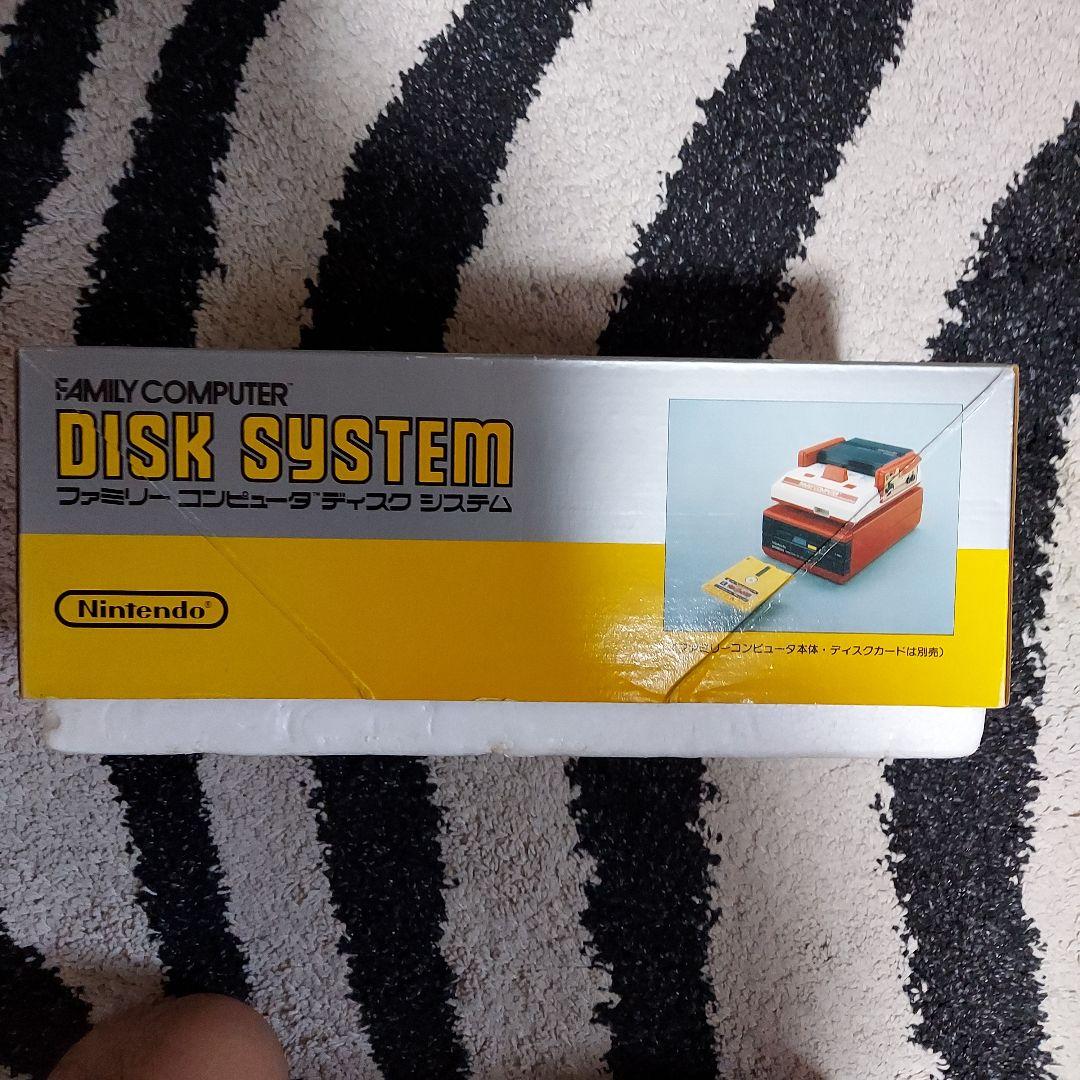 FAMILY COMPUTER™
DISK SYSTEM
ファミリー コンピュータ™ ディスク システム
Nintendo®
FAMILY COMPUTER
(ファミリーコンピュータ本体・ディスクカードは別売)